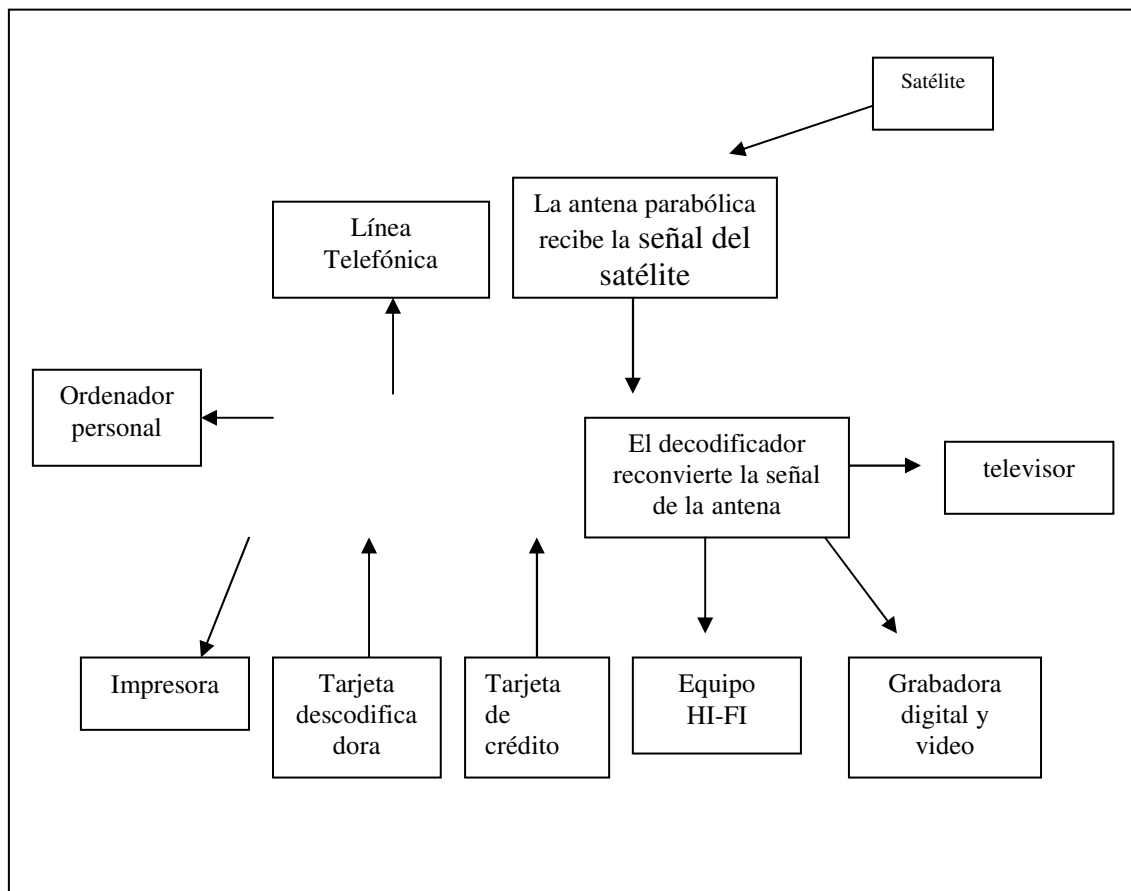 Satélite
La antena parabólica
recibe la señal del
satélite
Línea
Telefónica
Ordenador
personal
El decodificador
reconvierte la señal
de la antena
televisor
Impresora
Tarjeta
descodifica
dora
Tarjeta
de
crédito
Equipo
HI-FI
Grabadora
digital y
video